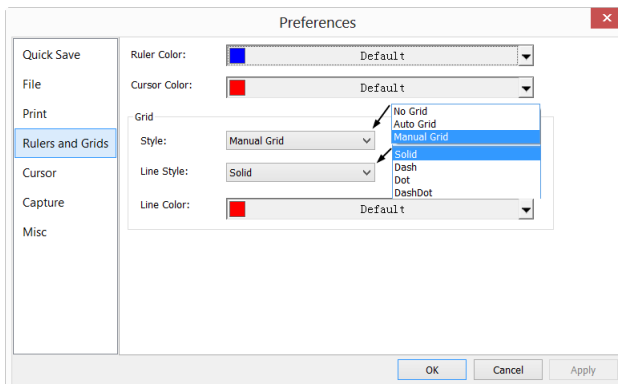 Preferences
Quick Save
File
Print
Rulers and Grids
Cursor
Capture
Misc
Ruler Color:
Default
Cursor Color:
Default
Grid
Style:
Manual Grid
No Grid
Auto Grid
Manual Grid
Line Style:
Solid
Solid
Dash
Dot
DashDot
Line Color:
Default
OK
Cancel
Apply